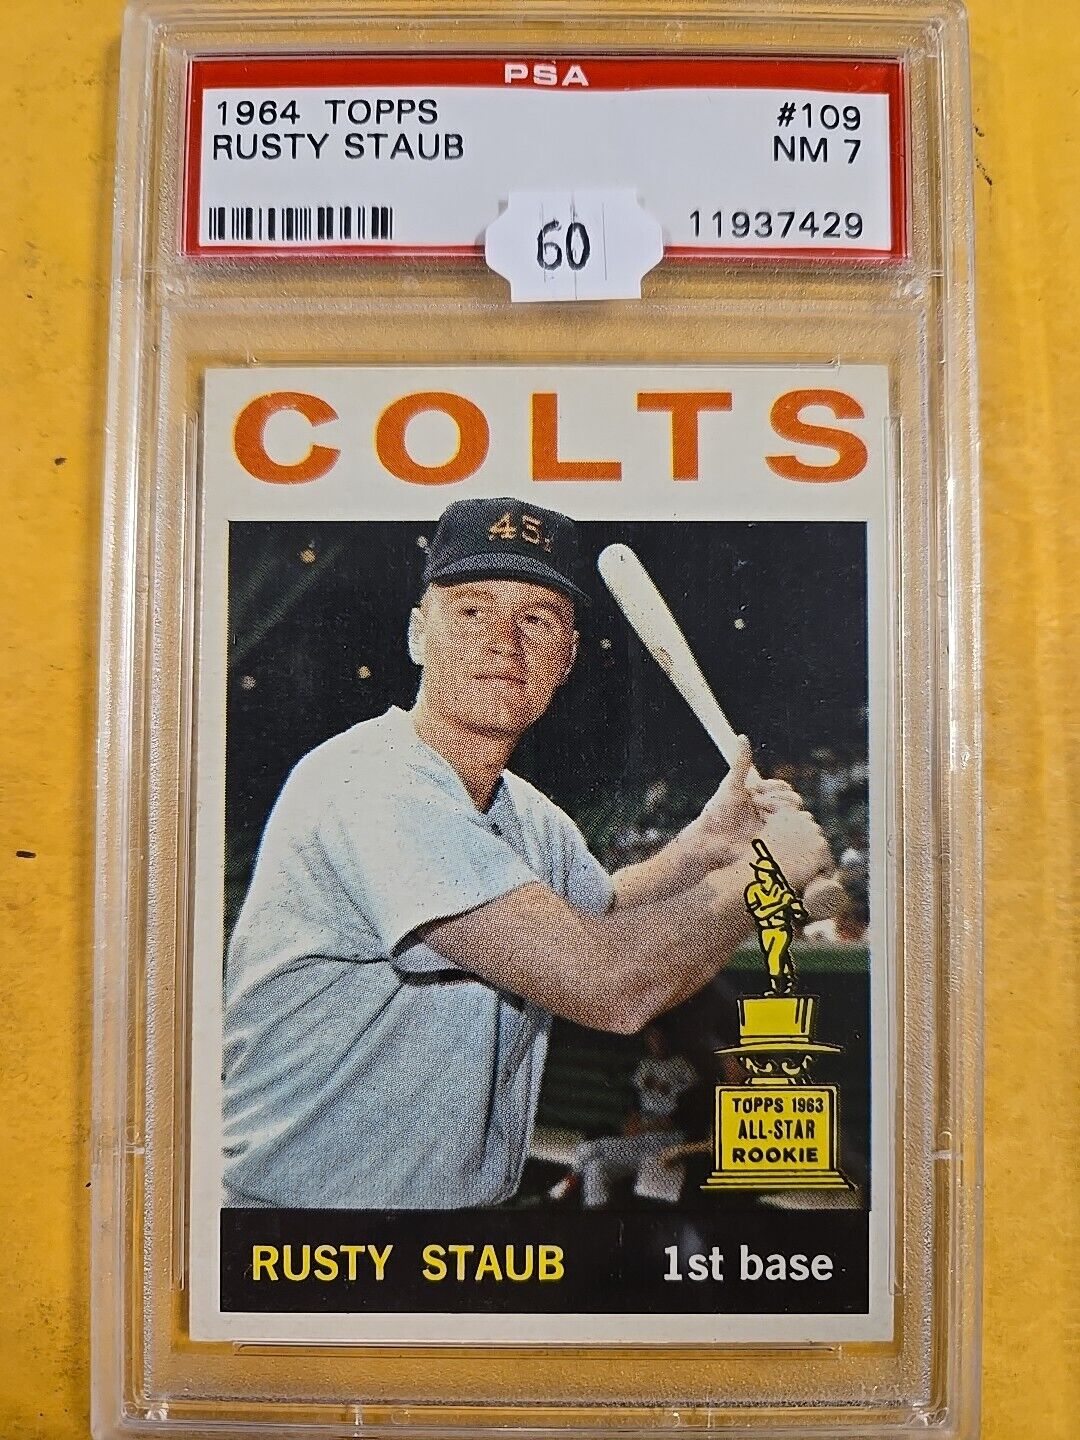 PSA
1964 TOPPS #109
RUSTY STAUB NM 7
60
11937429
COLTS
.45s
TOPPS 1963
ALL-STAR
ROOKIE
RUSTY STAUB 1st base